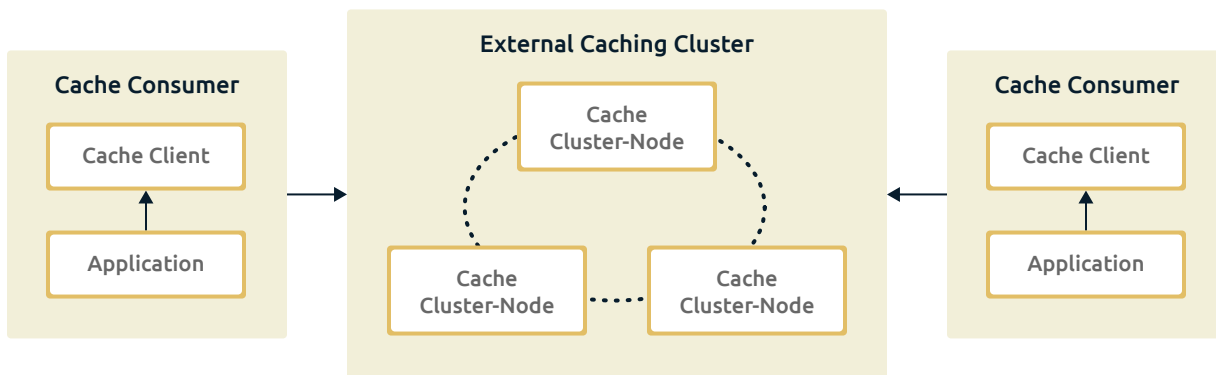 Cache Consumer
Cache Client
Application
External Caching Cluster
Cache
Cluster-Node
Cache
Cluster-Node
Cache
Cluster-Node
Cache Consumer
Cache Client
Application